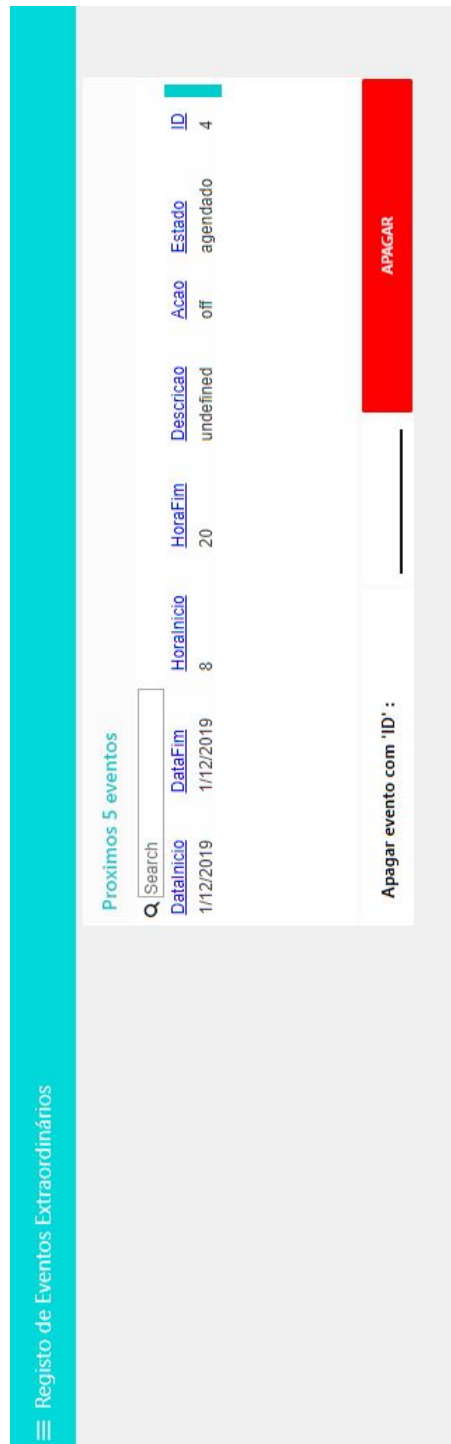 Registo de Eventos Extraordinários
Proximos 5 eventos
Search
DataInicio DataFim HoraInicio HoraFim Descricao Acao Estado ID
1/12/2019 1/12/2019 8 20 undefined off agendado 4
Apagar evento com 'ID' : APAGAR